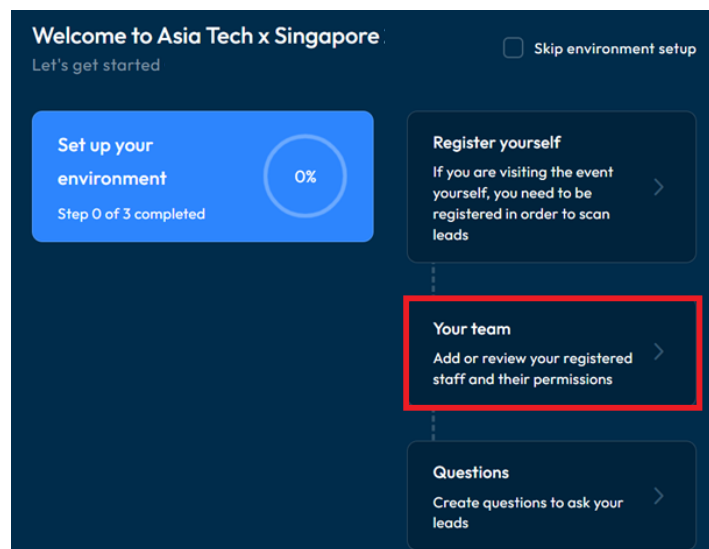 Welcome to Asia Tech x Singapore
Let's get started
Skip environment setup
Set up your
environment
Step 0 of 3 completed
0%
Register yourself
If you are visiting the event
yourself, you need to be
registered in order to scan
leads
Your team
Add or review your registered
staff and their permissions
Questions
Create questions to ask your
leads